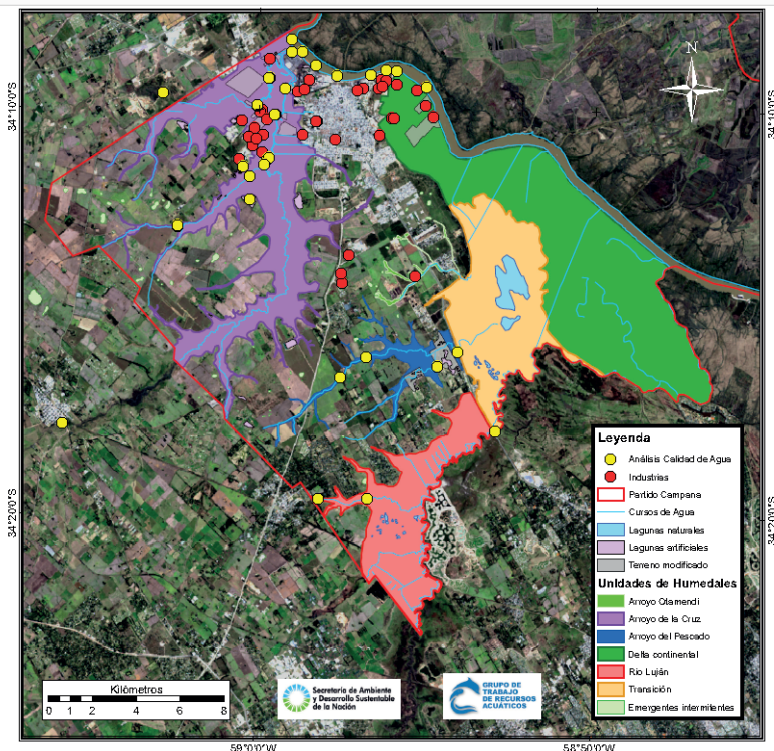 N
34°10'0"S
34°10'0"S
34°20'0"S
34°20'0"S
Leyenda
Análisis Calidad de Agua
Industrias
Partido Campana
Cursos de Agua
Lagunas naturales
Lagunas artificiales
Terreno modificado
Unidades de Humedales
Arroyo Otamendi
Arroyo de la Cruz
Arroyo del Pescado
Delta continental
Río Luján
Transición
Emergentes intermitentes
Kilómetros
0 1 2 4 6 8
Secretaría de Ambiente
y Desarrollo Sustentable
de la Nación
GRUPO DE
TRABAJO
DE RECURSOS
ACUÁTICOS
59°0'0"W
58°50'0"W